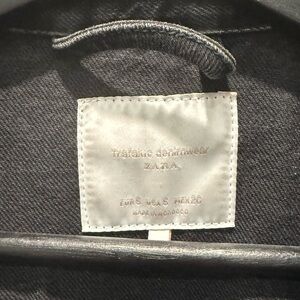 Trafaluc denimwear
ZARA
EUR S USA S MEX 26
MADE IN MOROCCO